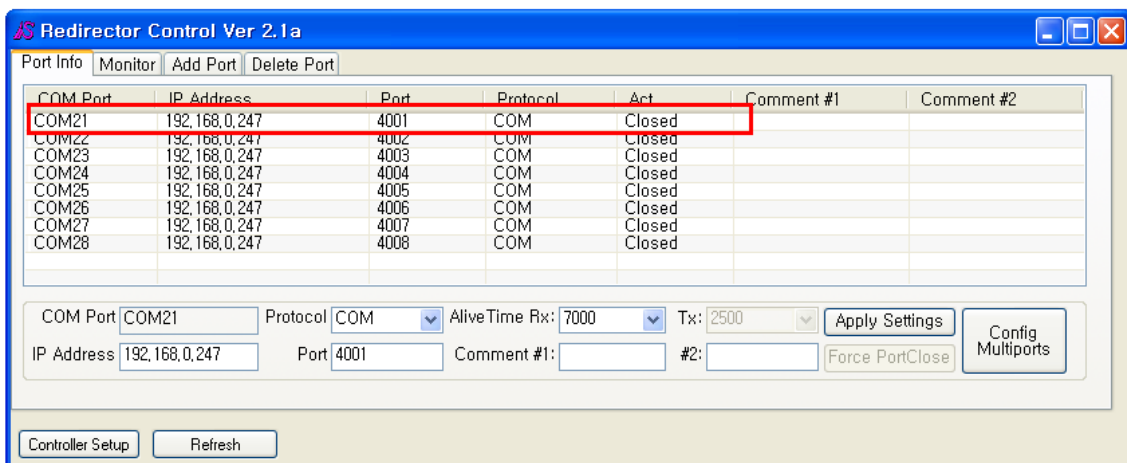 Redirector Control Ver 2.1a
Port Info Monitor Add Port Delete Port
COM Port IP Address Port Protocol Act Comment #1 Comment #2
COM21 192,168,0,247 4001 COM Closed
COM22 192,168,0,247 4002 COM Closed
COM23 192,168,0,247 4003 COM Closed
COM24 192,168,0,247 4004 COM Closed
COM25 192,168,0,247 4005 COM Closed
COM26 192,168,0,247 4006 COM Closed
COM27 192,168,0,247 4007 COM Closed
COM28 192,168,0,247 4008 COM Closed
COM Port COM21 Protocol COM AliveTime Rx: 7000 Tx: 2500 Apply Settings Config Multiports
IP Address 192,168,0,247 Port 4001 Comment #1: #2: Force PortClose
Controller Setup Refresh